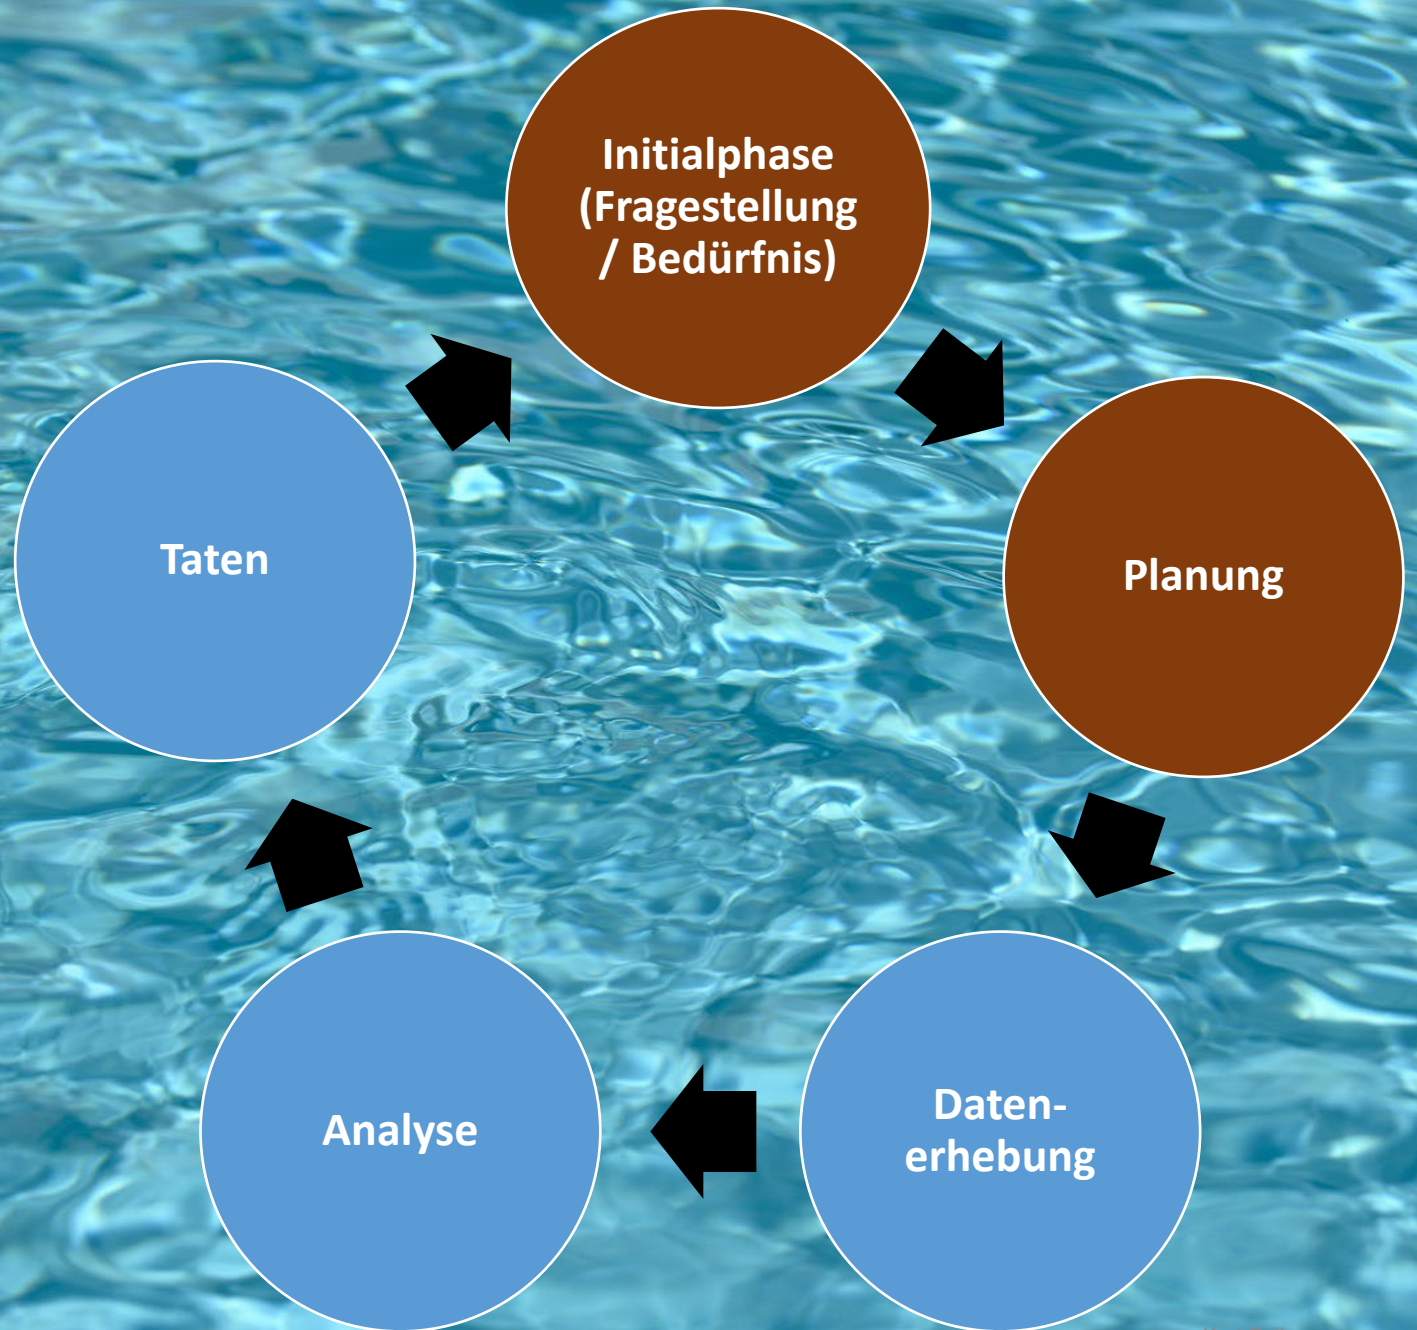 Initialphase
(Fragestellung
/ Bedürfnis)
Planung
Daten-
erhebung
Analyse
Taten